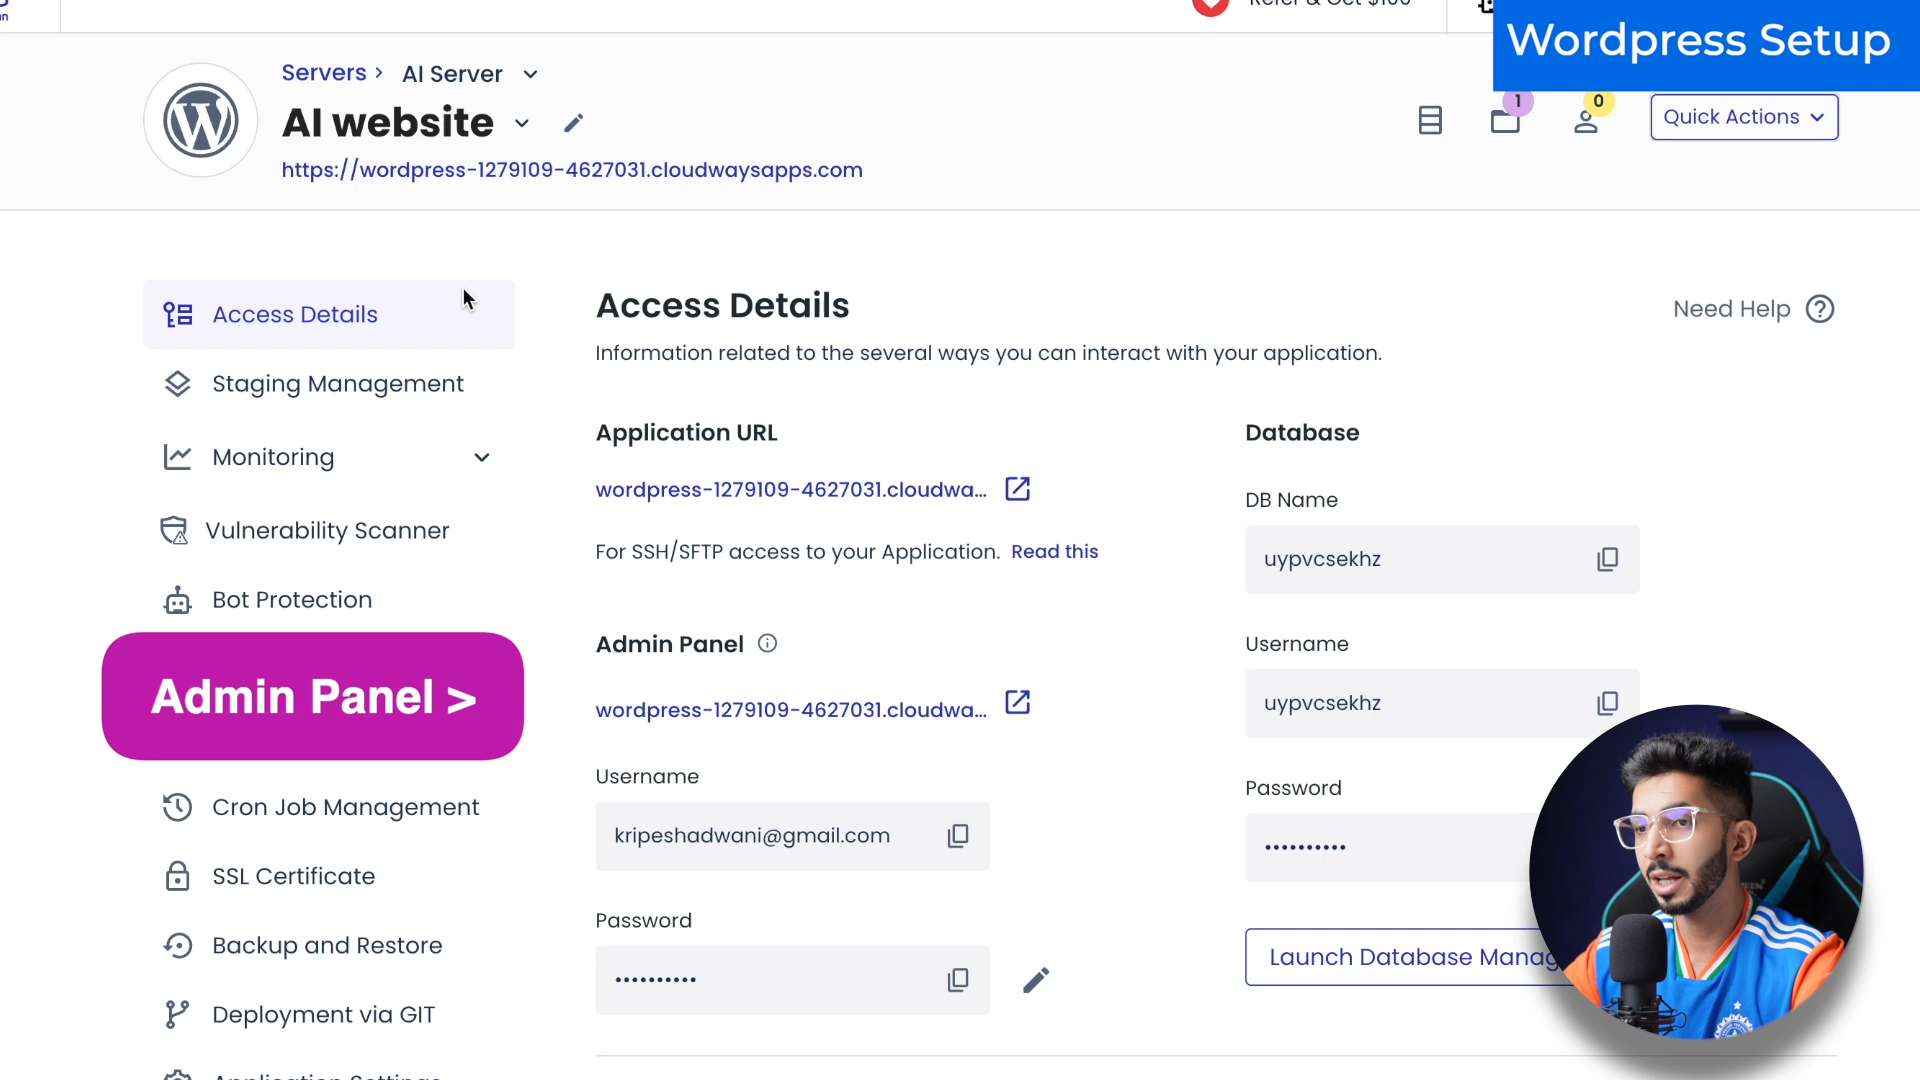 Wordpress Setup
Servers > AI Server
AI website
https://wordpress-1279109-4627031.cloudwaysapps.com
1
0
Quick Actions
Access Details
Staging Management
Monitoring
Vulnerability Scanner
Bot Protection
Admin Panel >
Cron Job Management
SSL Certificate
Backup and Restore
Deployment via GIT
Access Details
Need Help
Information related to the several ways you can interact with your application.
Application URL
wordpress-1279109-4627031.cloudwa...
For SSH/SFTP access to your Application. Read this
Admin Panel
wordpress-1279109-4627031.cloudwa...
Username
kripeshadwani@gmail.com
Password
••••••••••
Database
DB Name
uypvcsekhz
Username
uypvcsekhz
Password
••••••••••
Launch Database Manag